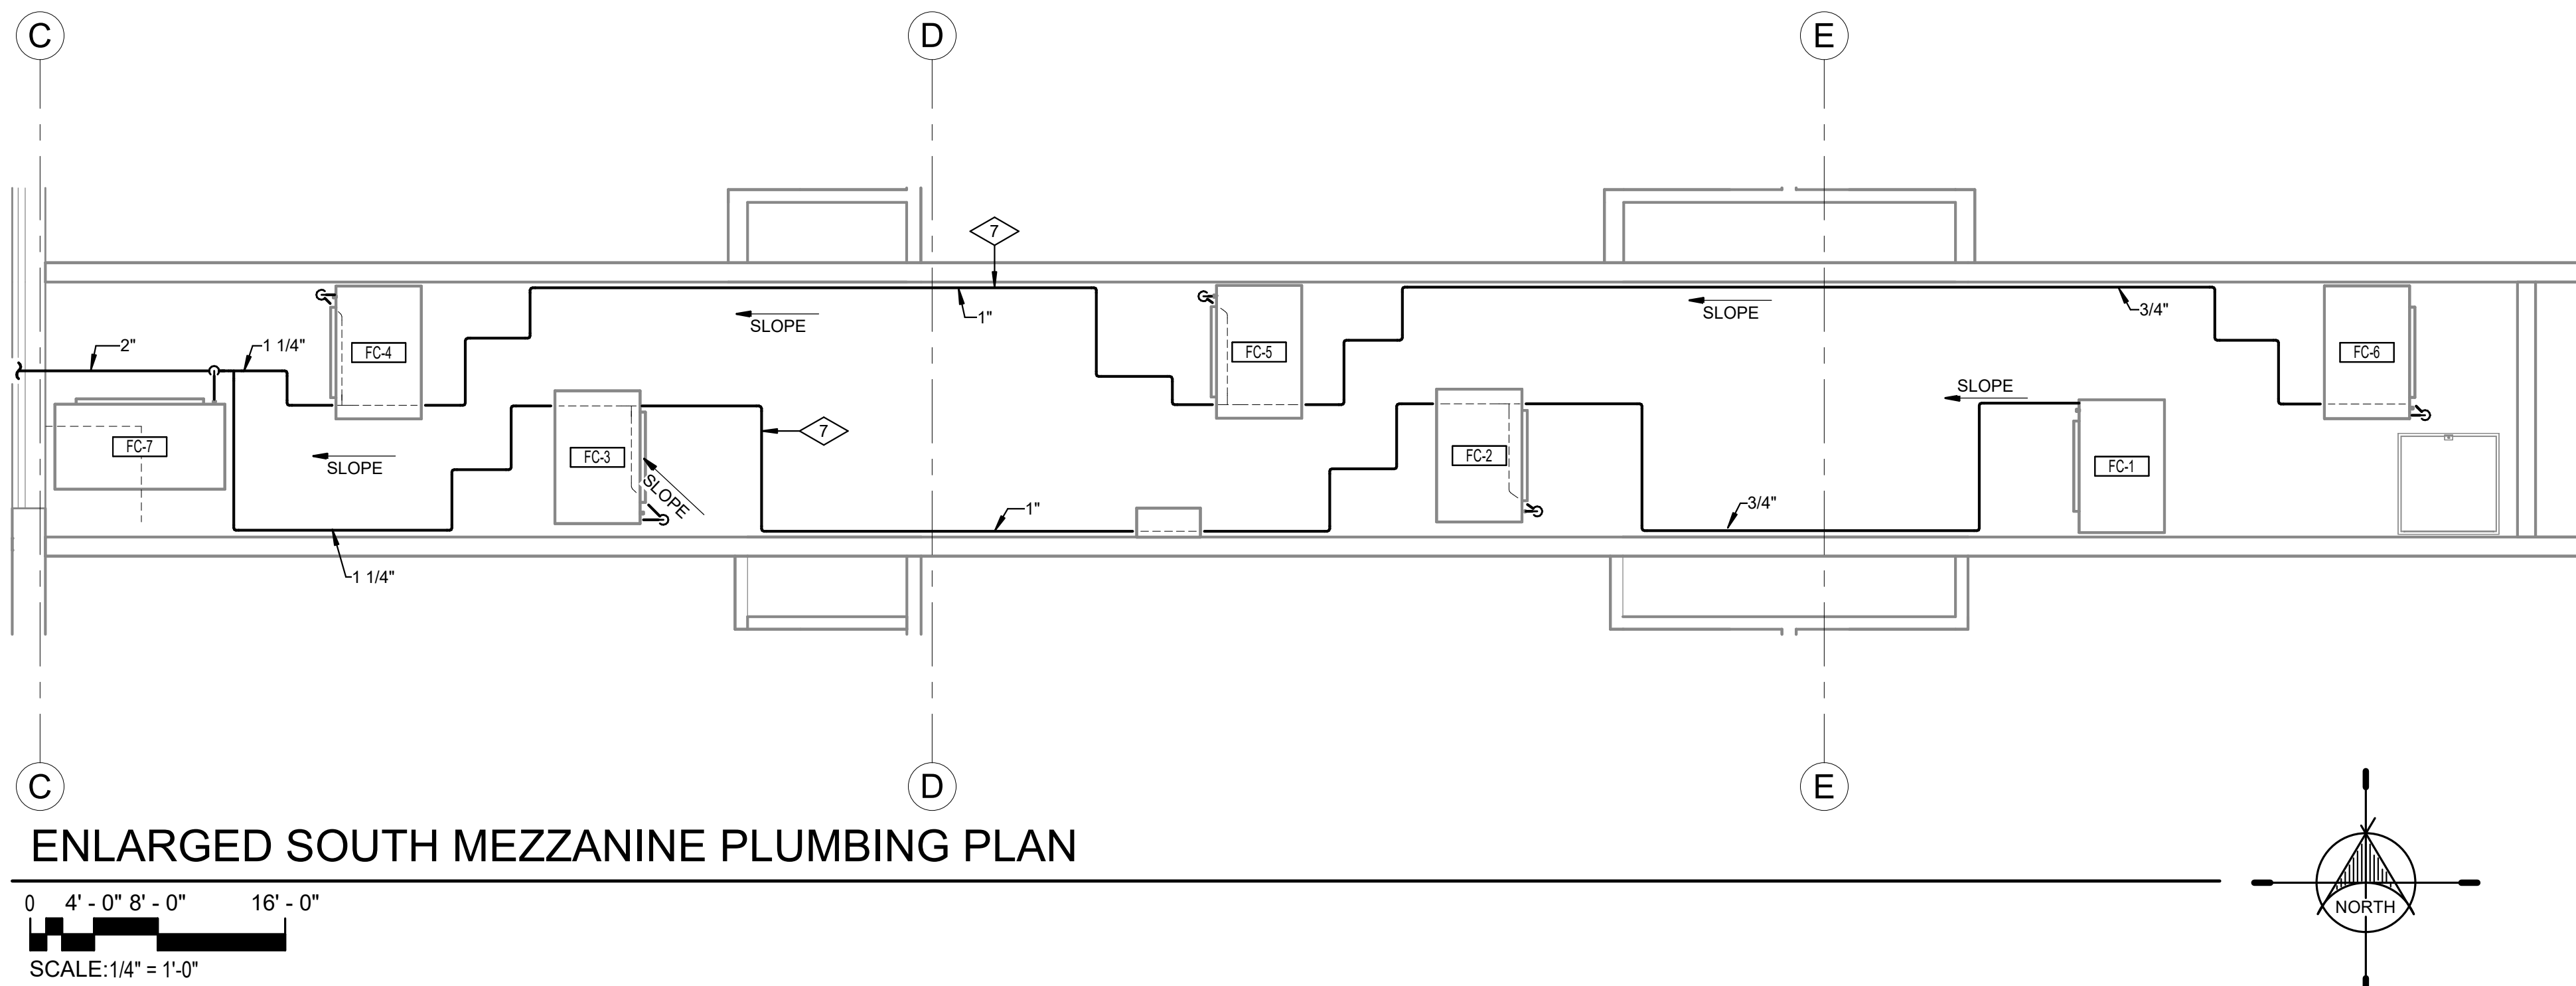 C
D
E
7
1"
SLOPE
SLOPE
3/4"
2"
1 1/4"
FC-4
FC-5
FC-6
SLOPE
FC-7
SLOPE
FC-3
SLOPE
7
FC-2
FC-1
1"
3/4"
1 1/4"
C
D
E
ENLARGED SOUTH MEZZANINE PLUMBING PLAN
0 4' - 0" 8' - 0" 16' - 0"
SCALE:1/4" = 1'-0"
NORTH